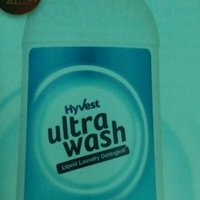 HyVest
ultra
wash
Liquid Laundry Detergent